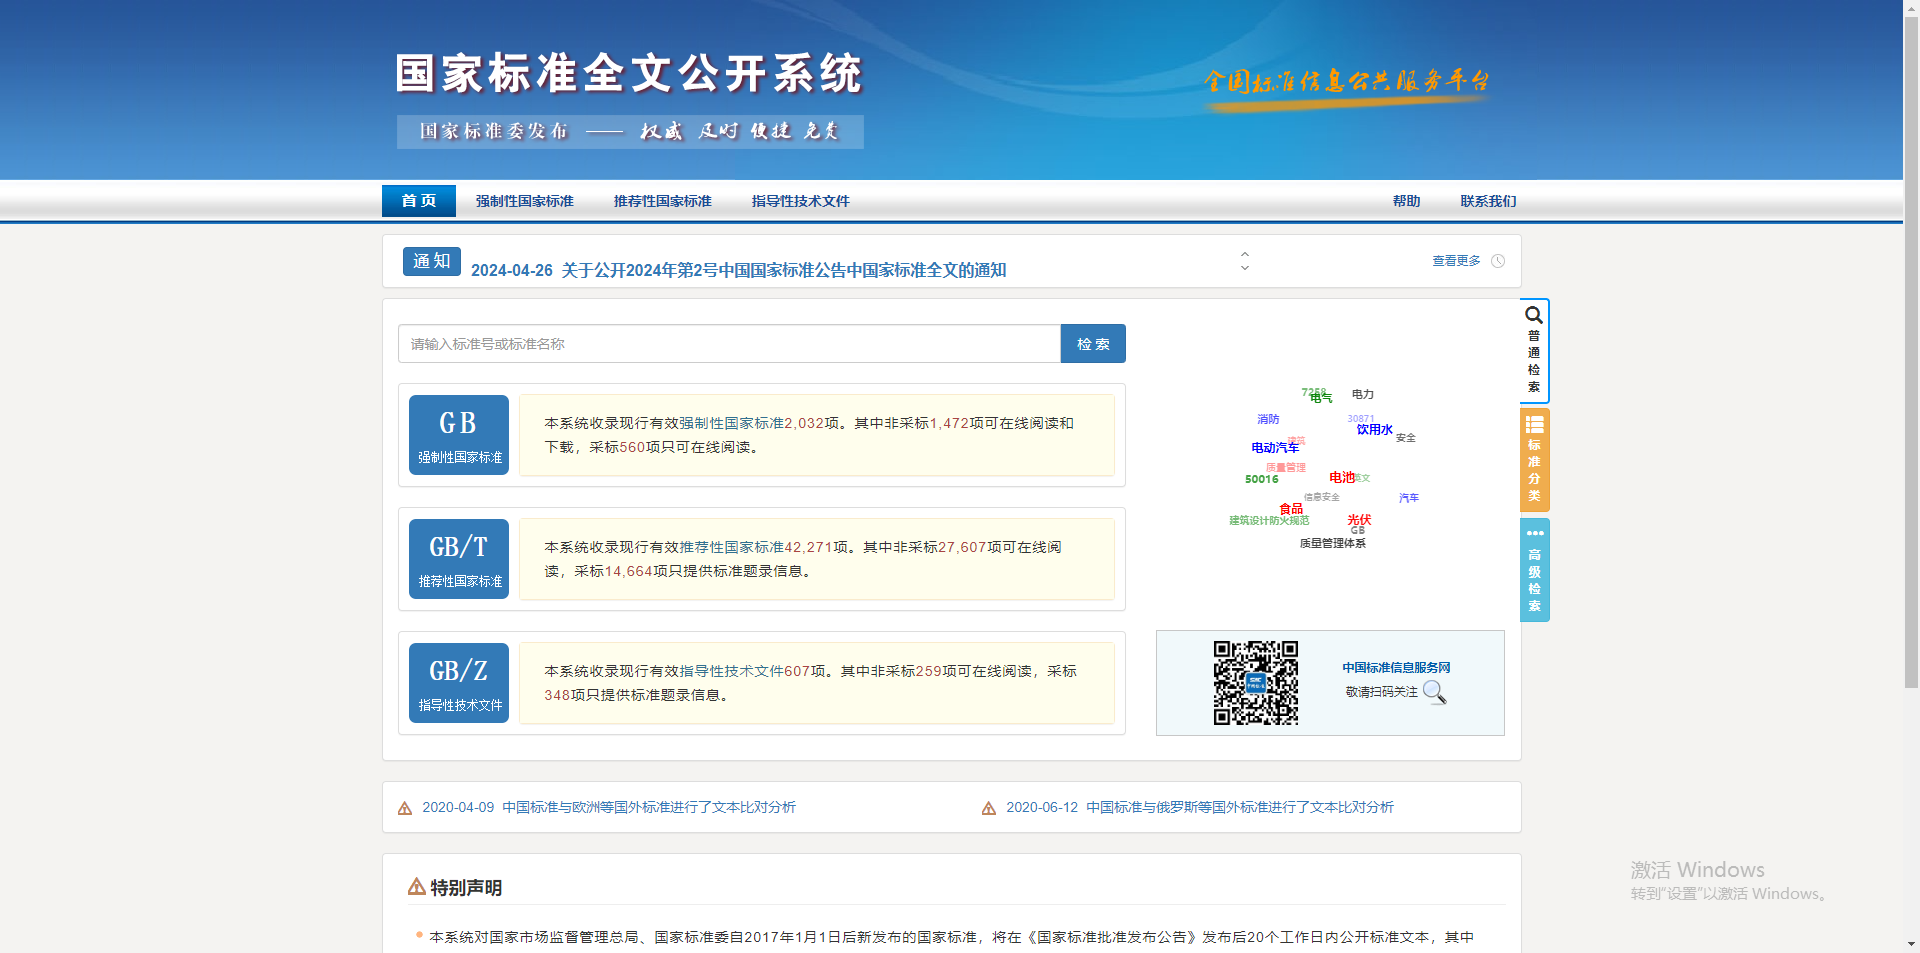 国家标准全文公开系统
国家标准委发布 —— 权威 及时 便捷 免费
全国标准信息公共服务平台
首 页
强制性国家标准
推荐性国家标准
指导性技术文件
帮助
联系我们
通 知
2024-04-26 关于公开2024年第2号中国国家标准公告中国家标准全文的通知
查看更多
请输入标准号或标准名称
检 索
普通检索
标准分类
高级检索
GB
强制性国家标准
本系统收录现行有效强制性国家标准2,032项。其中非采标1,472项可在线阅读和
下载，采标560项只可在线阅读。
GB/T
推荐性国家标准
本系统收录现行有效推荐性国家标准42,271项。其中非采标27,607项可在线阅
读，采标14,664项只提供标准题录信息。
GB/Z
指导性技术文件
本系统收录现行有效指导性技术文件607项。其中非采标259项可在线阅读，采标
348项只提供标准题录信息。
7258
电气
电力
消防
30871
饮用水
安全
建筑
电动汽车
质量管理
50016
电池
英文
信息安全
汽车
食品
建筑设计防火规范
光伏
GB
质量管理体系
中国标准信息服务网
敬请扫码关注
2020-04-09 中国标准与欧洲等国外标准进行了文本比对分析
2020-06-12 中国标准与俄罗斯等国外标准进行了文本比对分析
特别声明
本系统对国家市场监督管理总局、国家标准委自2017年1月1日后新发布的国家标准，将在《国家标准批准发布公告》发布后20个工作日内公开标准文本，其中
激活 Windows
转到“设置”以激活 Windows。